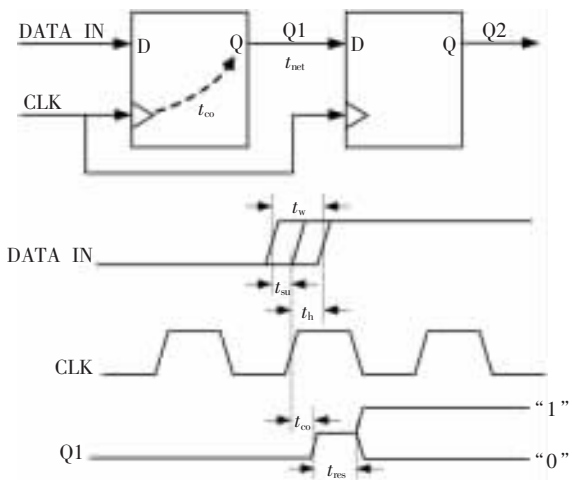 DATA IN D Q Q1 D Q Q2
t_net
CLK t_co
t_w
DATA IN
t_su
t_h
CLK
t_co "1"
Q1 "0"
t_res